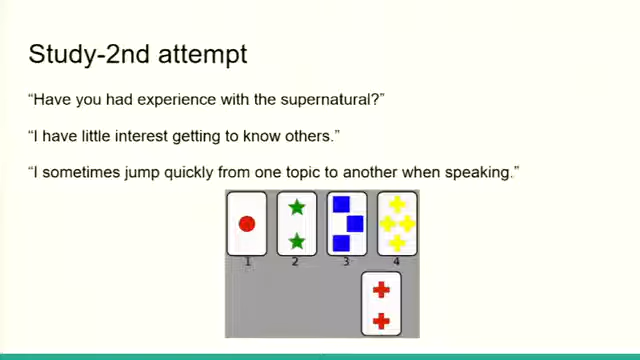 Study-2nd attempt
“Have you had experience with the supernatural?”
“I have little interest getting to know others.”
“I sometimes jump quickly from one topic to another when speaking.”
1 2 3 4